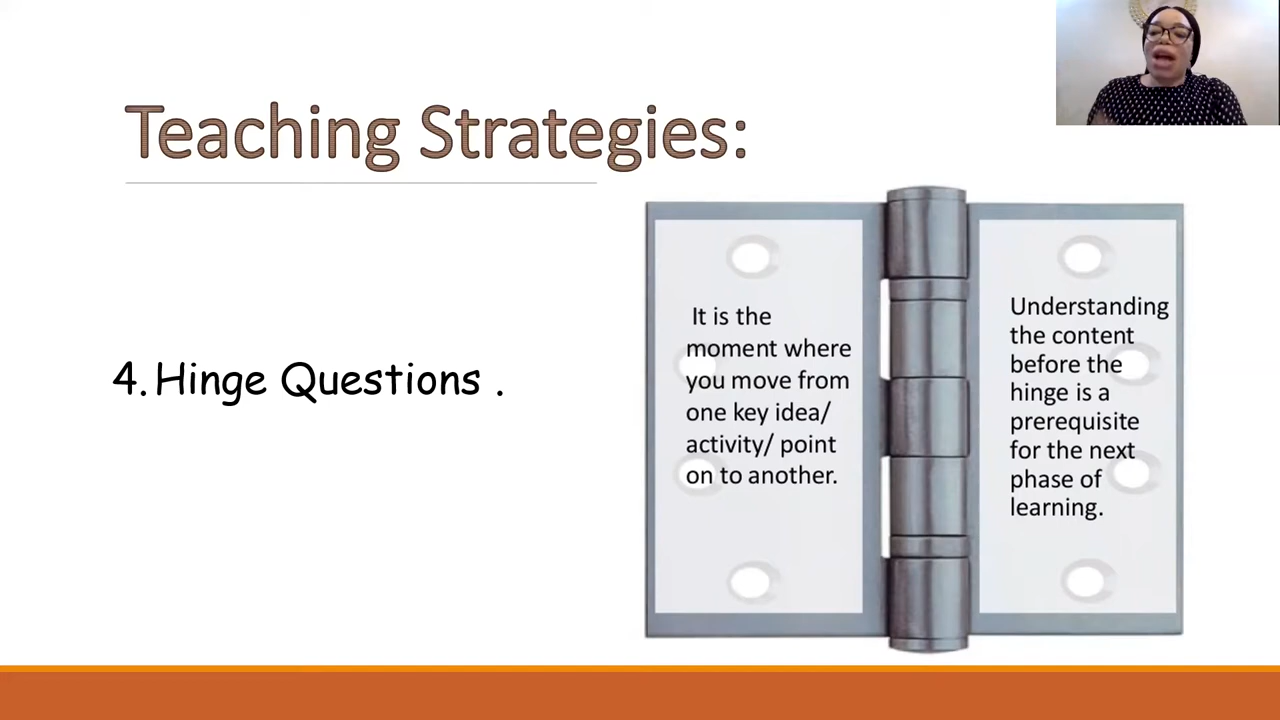 Teaching Strategies:
4. Hinge Questions .
It is the
moment where
you move from
one key idea/
activity/ point
on to another.
Understanding
the content
before the
hinge is a
prerequisite
for the next
phase of
learning.